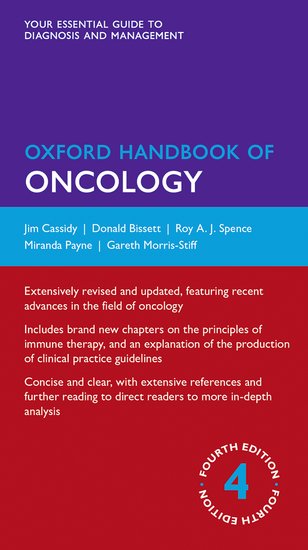 YOUR ESSENTIAL GUIDE TO
DIAGNOSIS AND MANAGEMENT
OXFORD HANDBOOK OF
ONCOLOGY
Jim Cassidy | Donald Bissett | Roy A. J. Spence
Miranda Payne | Gareth Morris-Stiff
Extensively revised and updated, featuring recent
advances in the field of oncology
Includes brand new chapters on the principles of
immune therapy, and an explanation of the production
of clinical practice guidelines
Concise and clear, with extensive references and
further reading to direct readers to more in-depth
analysis
FOURTH EDITION
4
FOURTH EDITION